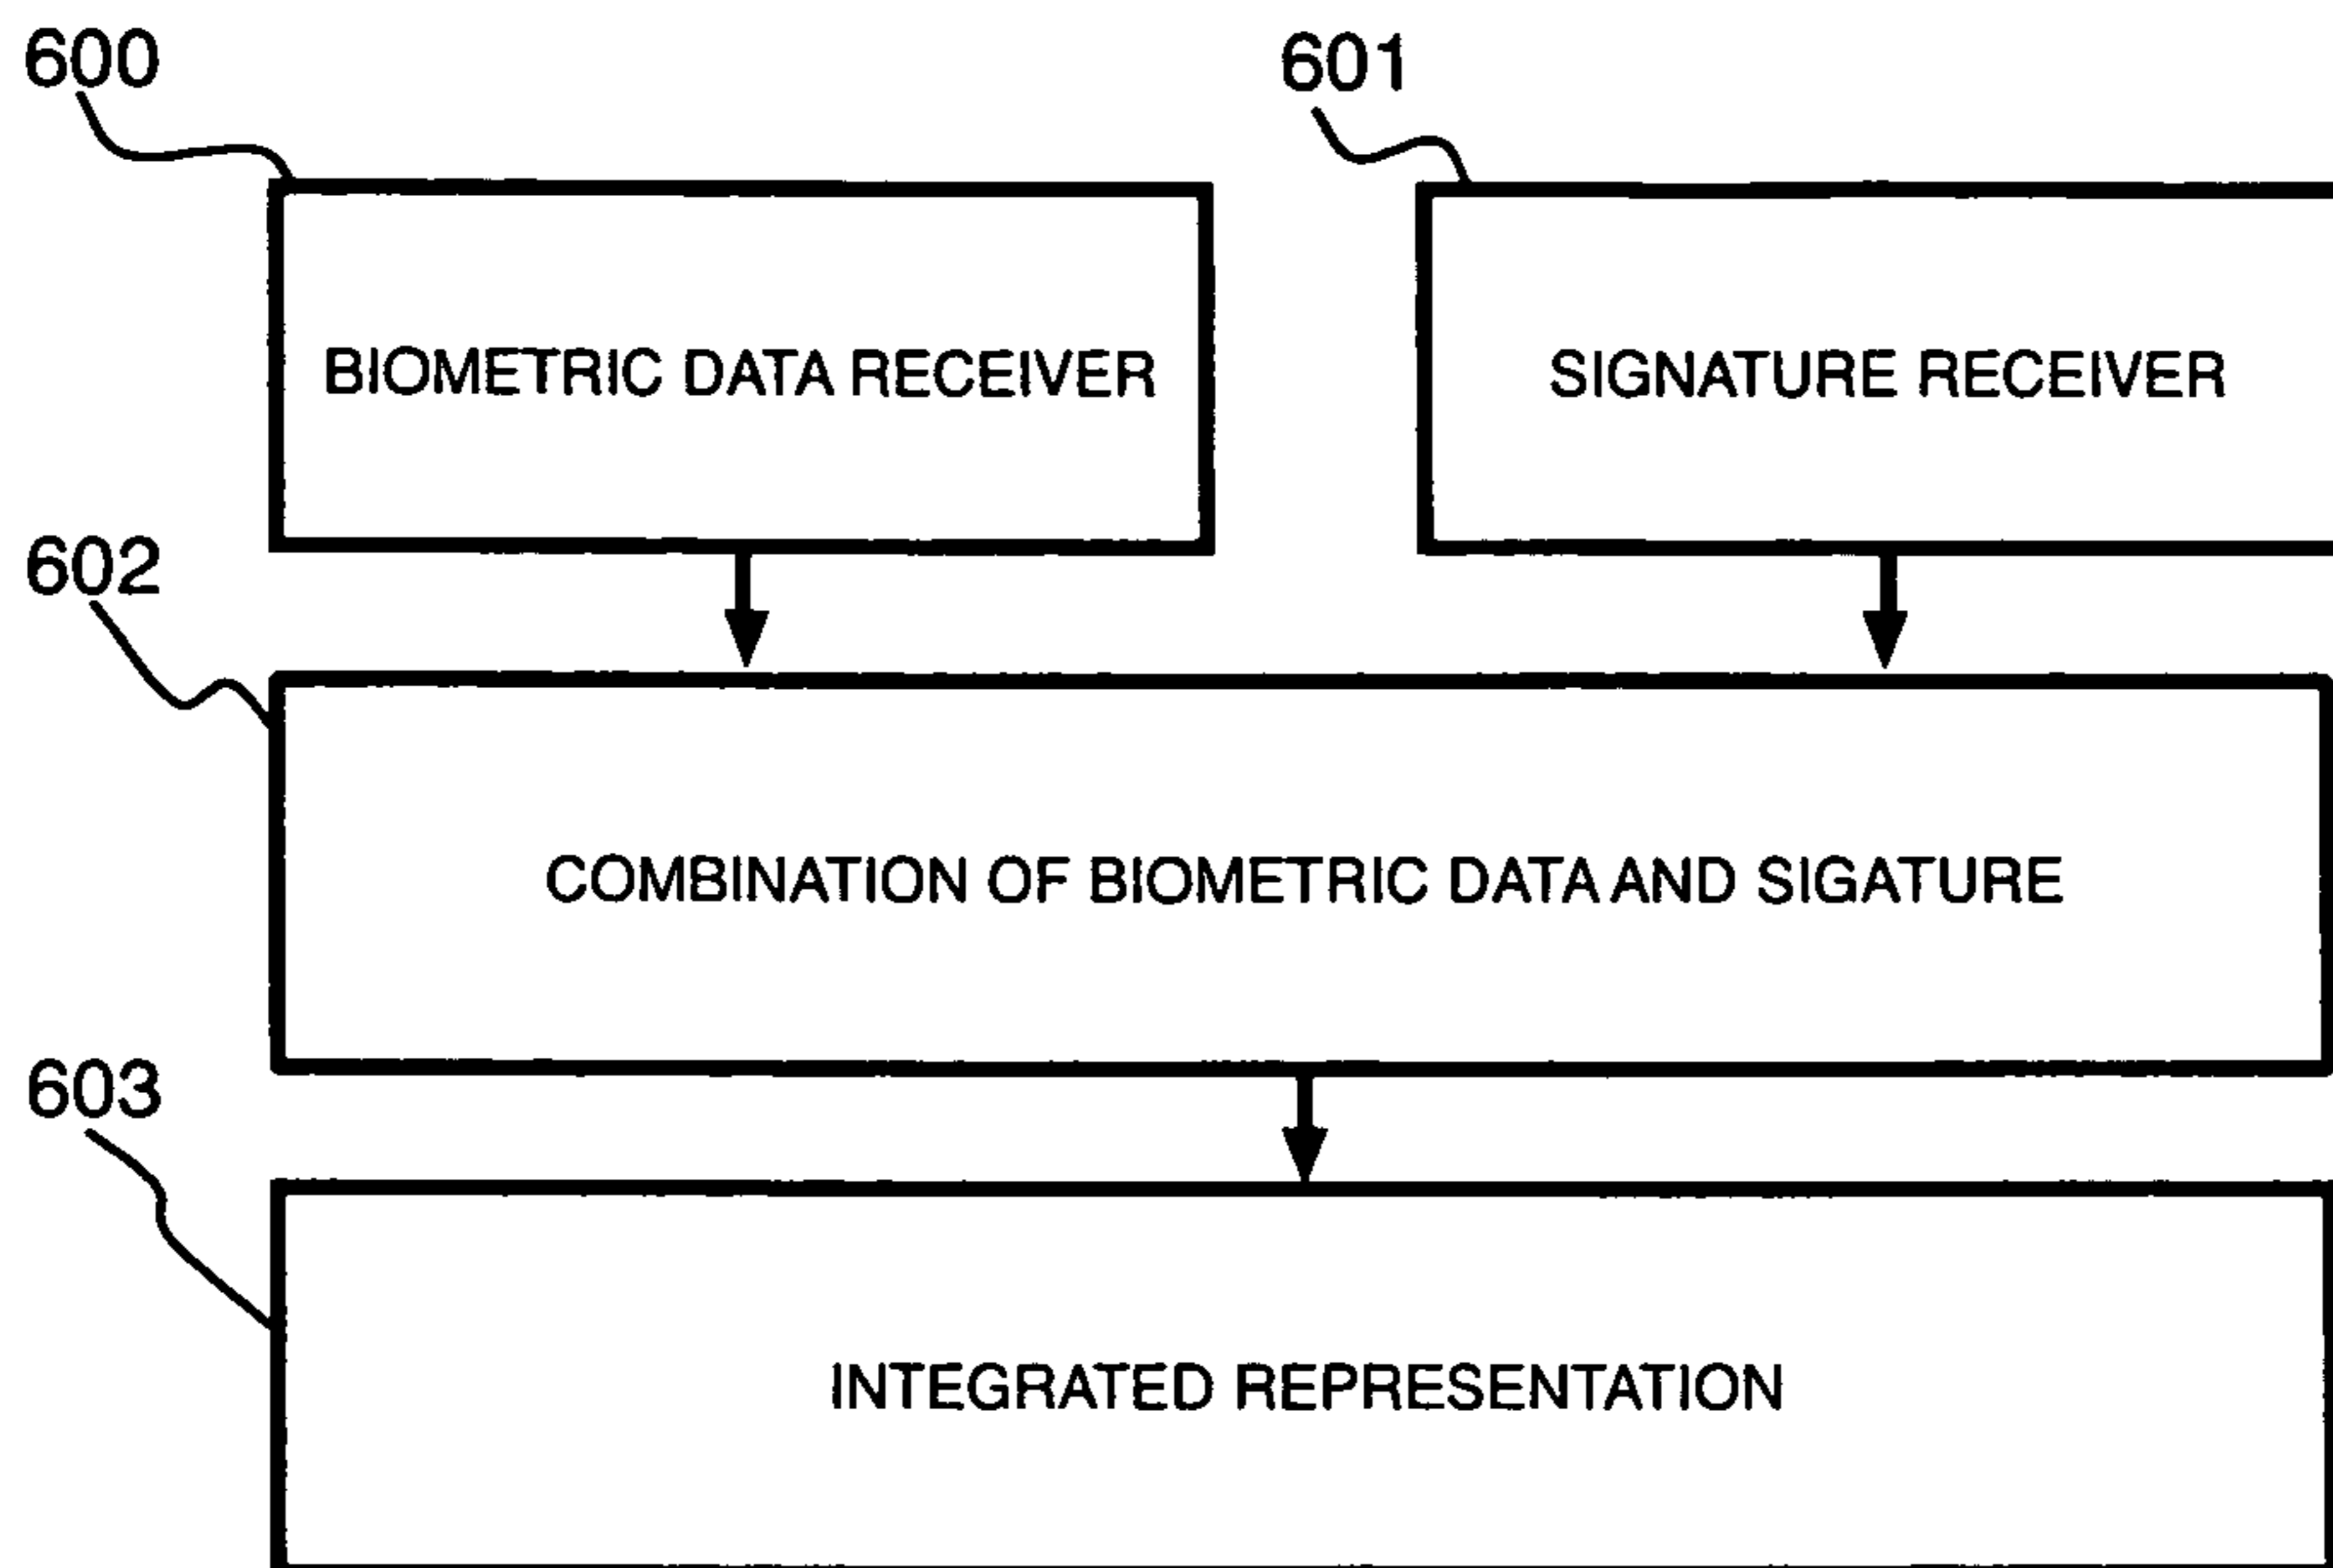 600
601
BIOMETRIC DATA RECEIVER
SIGNATURE RECEIVER
602
COMBINATION OF BIOMETRIC DATA AND SIGATURE
603
INTEGRATED REPRESENTATION